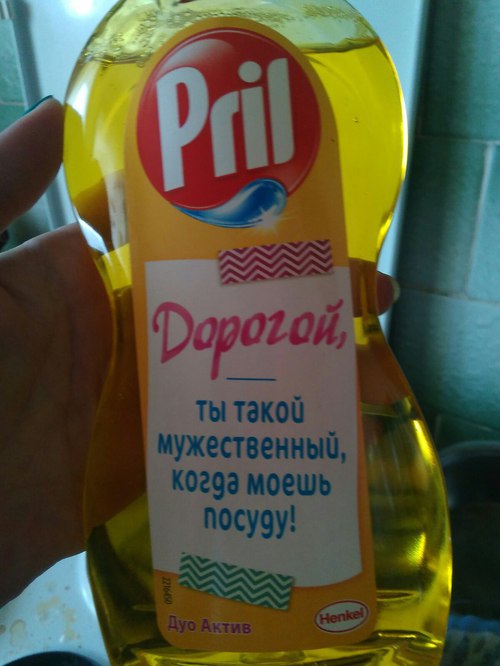 Pril
Дорогой,
ты такой
мужественный,
когда моешь
посуду!
Дуо Актив
Henkel